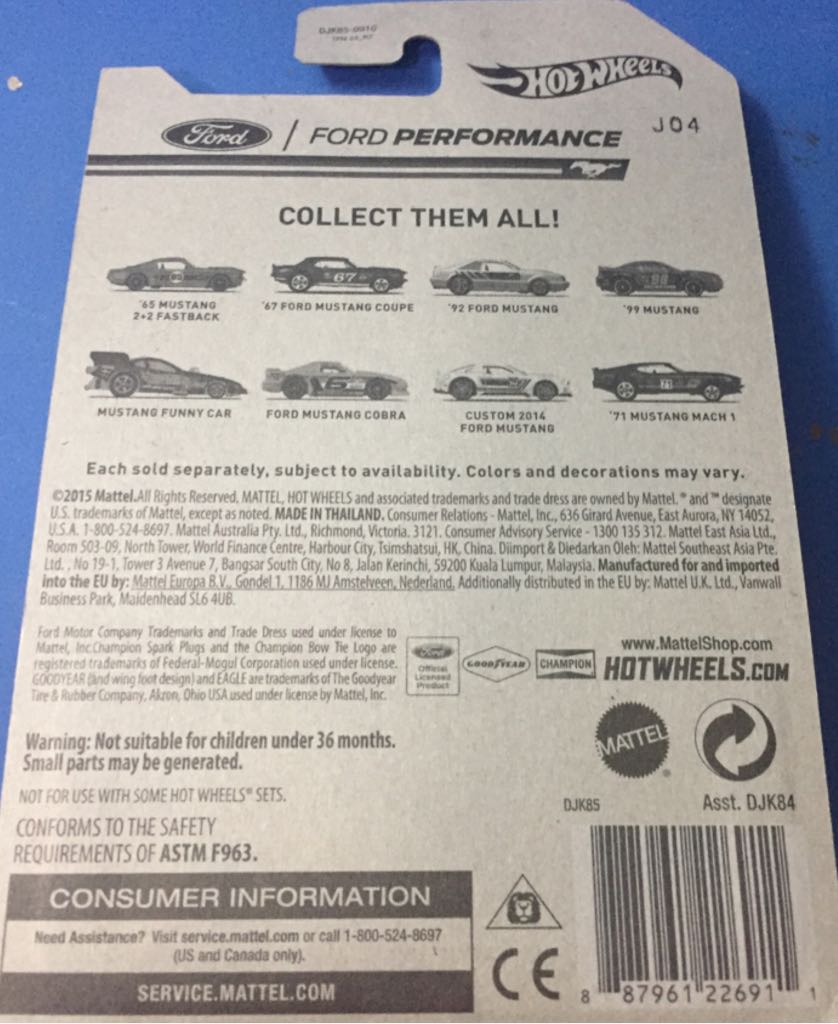 DJK85-0910
HOT WHEELS
Ford / FORD PERFORMANCE
J04
COLLECT THEM ALL!
67
98
'65 MUSTANG
2+2 FASTBACK
'67 FORD MUSTANG COUPE
'92 FORD MUSTANG
'99 MUSTANG
71
MUSTANG FUNNY CAR
FORD MUSTANG COBRA
CUSTOM 2014
FORD MUSTANG
'71 MUSTANG MACH 1
Each sold separately, subject to availability. Colors and decorations may vary.
©2015 Mattel.All Rights Reserved. MATTEL, HOT WHEELS and associated trademarks and trade dress are owned by Mattel. ® and ™ designate
U.S. trademarks of Mattel, except as noted. MADE IN THAILAND. Consumer Relations - Mattel, Inc., 636 Girard Avenue, East Aurora, NY 14052,
U.S.A. 1-800-524-8697. Mattel Australia Pty. Ltd., Richmond, Victoria. 3121. Consumer Advisory Service - 1300 135 312. Mattel East Asia Ltd.,
Room 503-09, North Tower, World Finance Centre, Harbour City, Tsimshatsui, HK, China. Diimport & Diedarkan Oleh: Mattel Southeast Asia Pte.
Ltd. , No 19-1, Tower 3 Avenue 7, Bangsar South City, No 8, Jalan Kerinchi, 59200 Kuala Lumpur, Malaysia. Manufactured for and imported
into the EU by: Mattel Europa B.V., Gondel 1, 1186 MJ Amstelveen, Nederland. Additionally distributed in the EU by: Mattel U.K. Ltd., Vanwall
Business Park, Maidenhead SL6 4UB.
Ford Motor Company Trademarks and Trade Dress used under license to
Mattel, Inc.Champion Spark Plugs and the Champion Bow Tie Logo are
registered trademarks of Federal-Mogul Corporation used under license.
GOODYEAR (and wing foot design) and EAGLE are trademarks of The Goodyear
Tire & Rubber Company, Akron, Ohio USA used under license by Mattel, Inc.
Ford
Official
Licensed
Product
GOODYEAR
CHAMPION
www.MattelShop.com
HOTWHEELS.COM
Warning: Not suitable for children under 36 months.
Small parts may be generated.
NOT FOR USE WITH SOME HOT WHEELS® SETS.
CONFORMS TO THE SAFETY
REQUIREMENTS OF ASTM F963.
MATTEL
®
DJK85
Asst. DJK84
CONSUMER INFORMATION
Need Assistance? Visit service.mattel.com or call 1-800-524-8697
(US and Canada only).
SERVICE.MATTEL.COM
CE
8 87961 22691 1